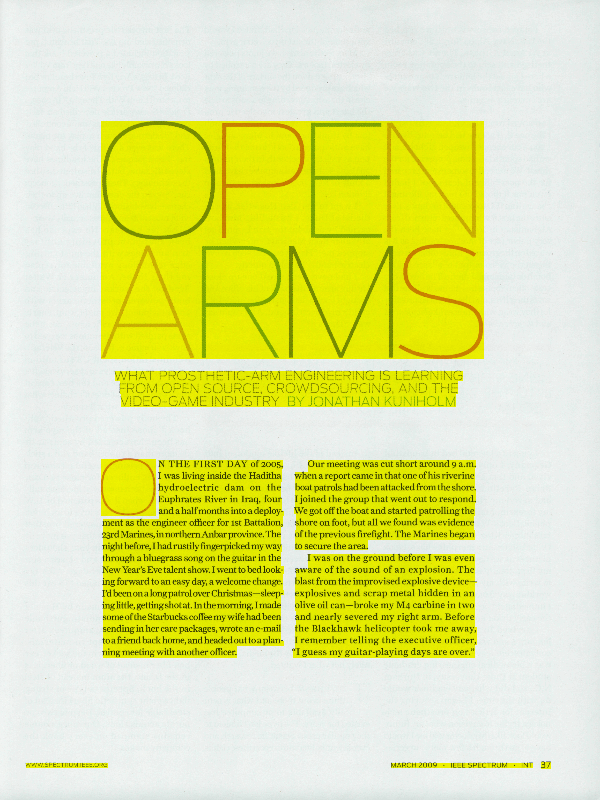 OPEN
ARMS
WHAT PROSTHETIC-ARM ENGINEERING IS LEARNING
FROM OPEN SOURCE, CROWDSOURCING, AND THE
VIDEO-GAME INDUSTRY BY JONATHAN KUNIHOLM
ON THE FIRST DAY of 2005,
I was living inside the Haditha
hydroelectric dam on the
Euphrates River in Iraq, four
and a half months into a deploy-
ment as the engineer officer for 1st Battalion,
23rd Marines, in northern Anbar province. The
night before, I had rustily fingerpicked my way
through a bluegrass song on the guitar in the
New Year's Eve talent show. I went to bed look-
ing forward to an easy day, a welcome change.
I'd been on a long patrol over Christmas—sleep-
ing little, getting shot at. In the morning, I made
some of the Starbucks coffee my wife had been
sending in her care packages, wrote an e-mail
to a friend back home, and headed out to a plan-
ning meeting with another officer.
Our meeting was cut short around 9 a.m.
when a report came in that one of his riverine
boat patrols had been attacked from the shore.
I joined the group that went out to respond.
We got off the boat and started patrolling the
shore on foot, but all we found was evidence
of the previous firefight. The Marines began
to secure the area.
I was on the ground before I was even
aware of the sound of an explosion. The
blast from the improvised explosive device—
explosives and scrap metal hidden in an
olive oil can—broke my M4 carbine in two
and nearly severed my right arm. Before
the Blackhawk helicopter took me away,
I remember telling the executive officer,
"I guess my guitar-playing days are over."
WWW.SPECTRUM.IEEE.ORG
MARCH 2009 • IEEE SPECTRUM • INT 37